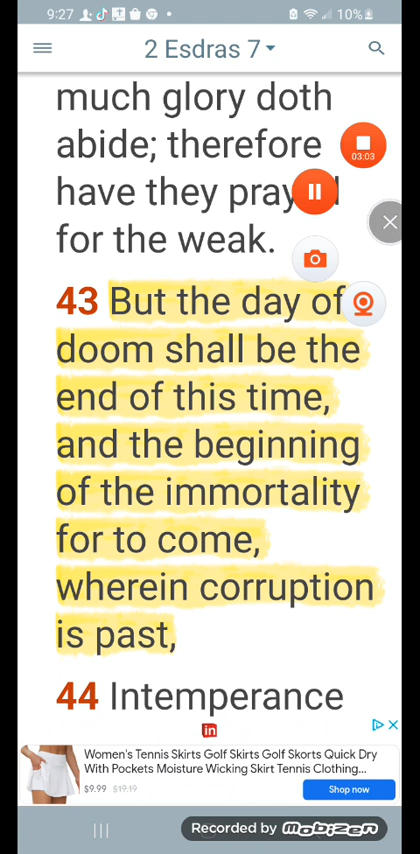 9:27 10%
2 Esdras 7
much glory doth
abide; therefore
have they pray
for the weak.
03:03
43 But the day of
doom shall be the
end of this time,
and the beginning
of the immortality
for to come,
wherein corruption
is past,
44 Intemperance
in
Women's Tennis Skirts Golf Skirts Golf Skorts Quick Dry
With Pockets Moisture Wicking Skirt Tennis Clothing...
$9.99 $19.19
Shop now
Recorded by mobizen